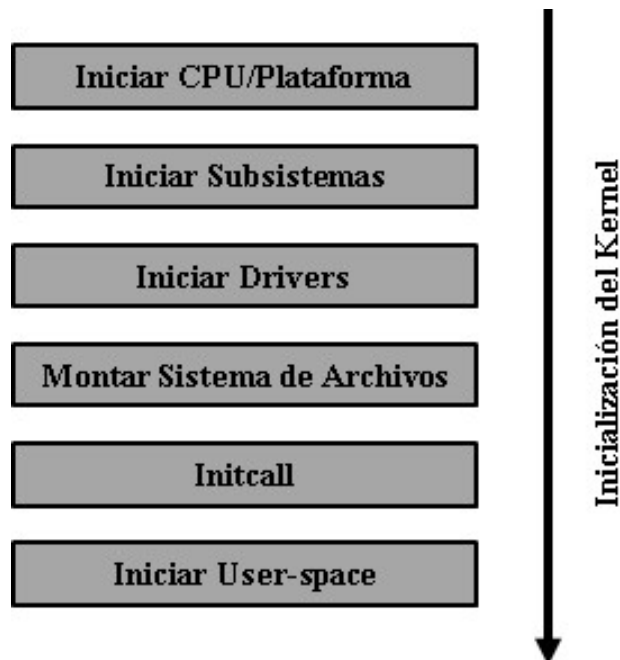 Iniciar CPU/Plataforma
Iniciar Subsistemas
Iniciar Drivers
Montar Sistema de Archivos
Initcall
Iniciar User-space
Inicialización del Kernel